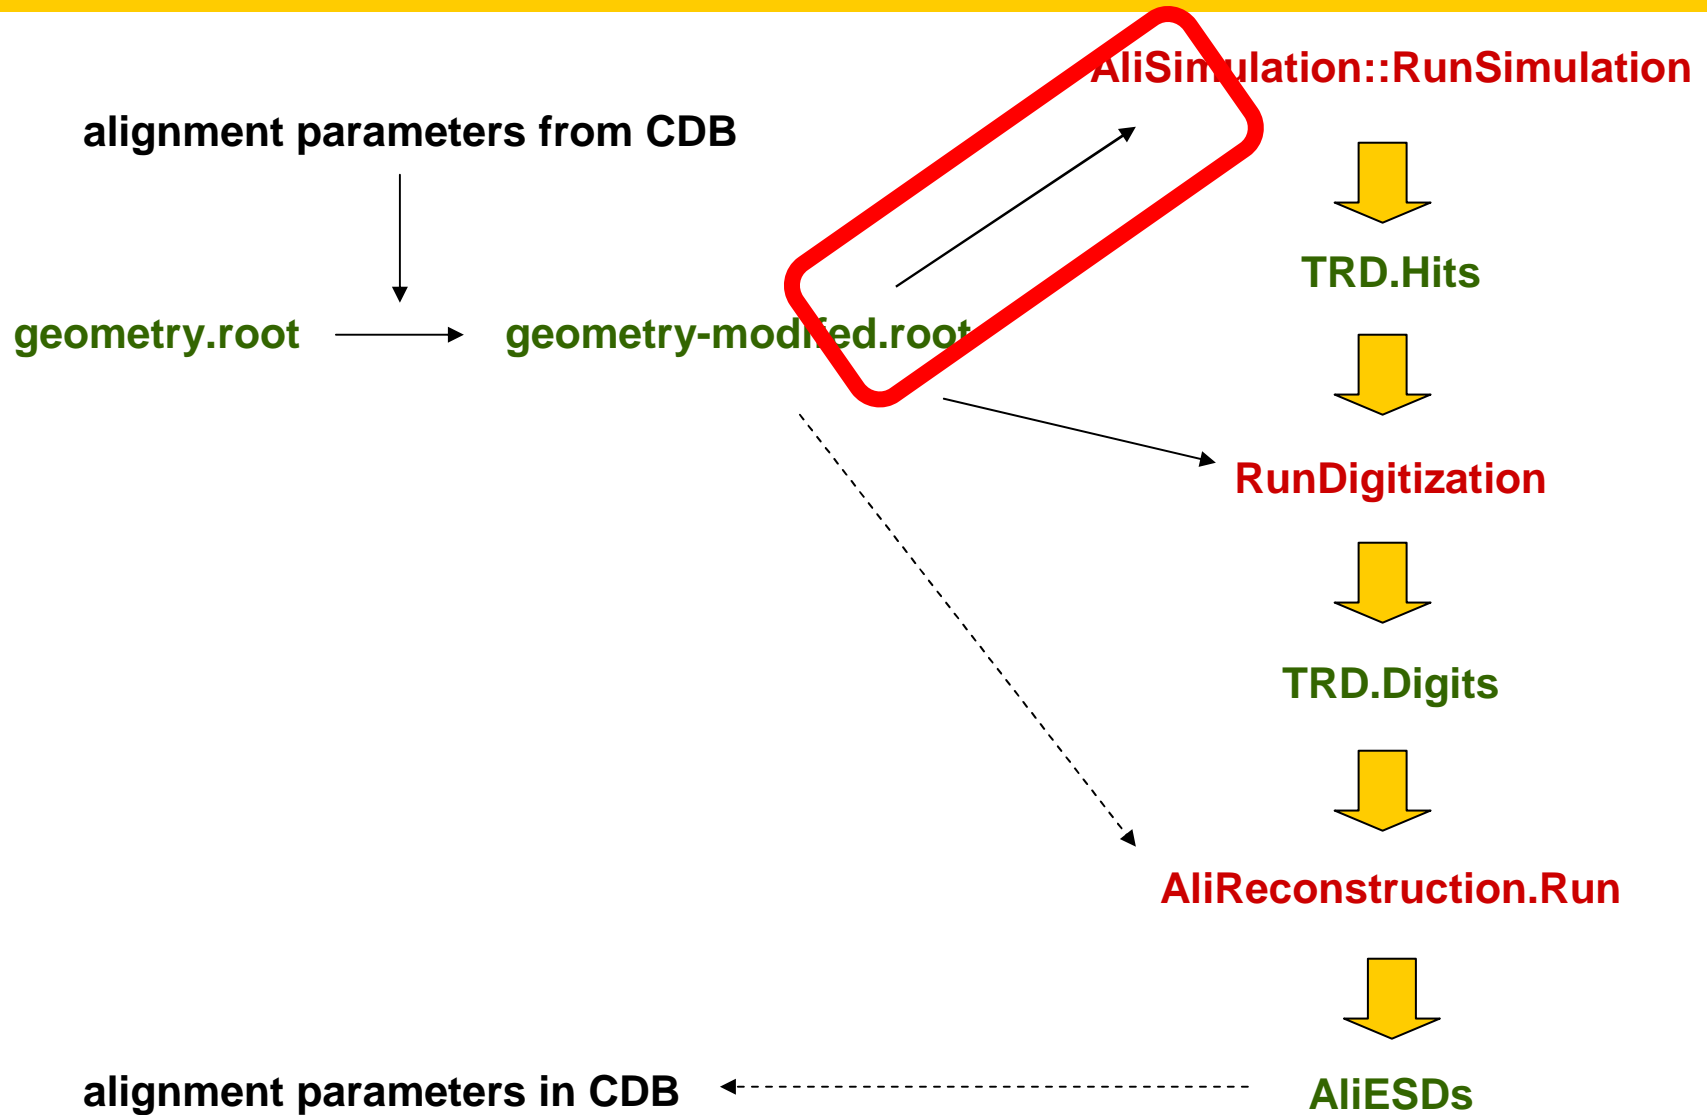 AliSimulation::RunSimulation
alignment parameters from CDB
TRD.Hits
geometry.root
geometry-modifed.root
RunDigitization
TRD.Digits
AliReconstruction.Run
alignment parameters in CDB
AliESDs